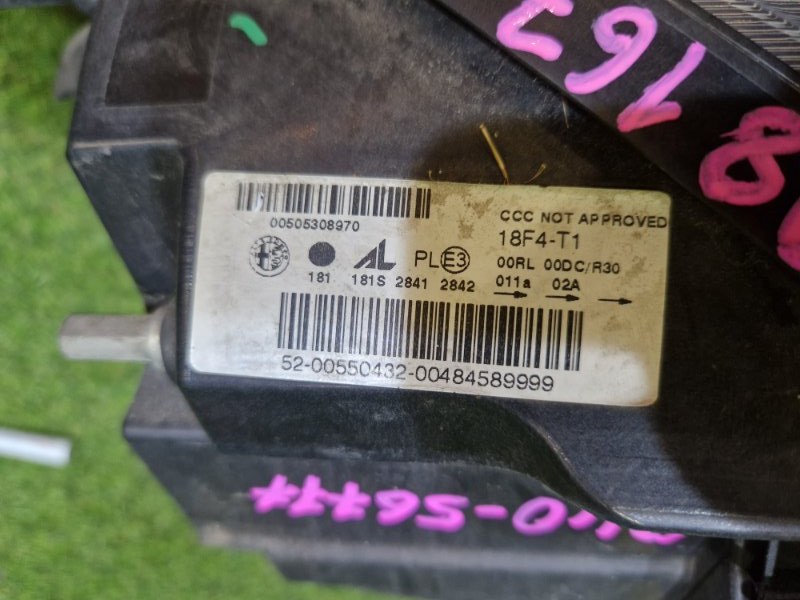 00505308970
CCC NOT APPROVED
18F4-T1
AL PL E3 00RL 00DC/R30
181 181S 2841 2842 011a 02A
52-00550432-00484589999
-56777